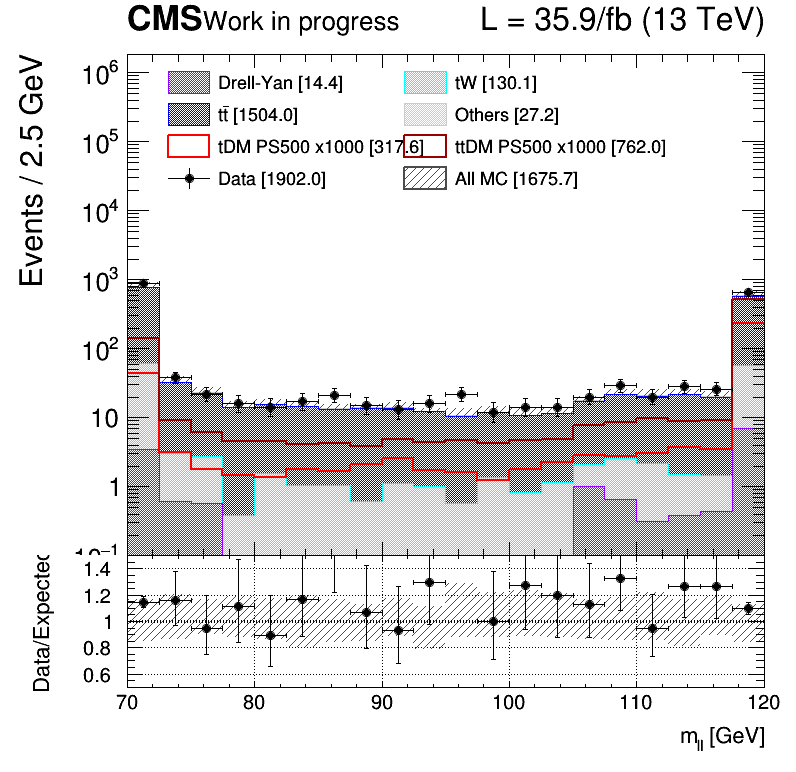 CMS Work in progress L = 35.9/fb (13 TeV)
Events / 2.5 GeV
10⁶
10⁵
10⁴
10³
10²
10
1
10⁻¹
Drell-Yan [14.4] tW [130.1]
tt̄ [1504.0] Others [27.2]
tDM PS500 x1000 [317.6] ttDM PS500 x1000 [762.0]
Data [1902.0] All MC [1675.7]
Data/Expected
1.4
1.2
1
0.8
0.6
70 80 90 100 110 120
m_ll [GeV]